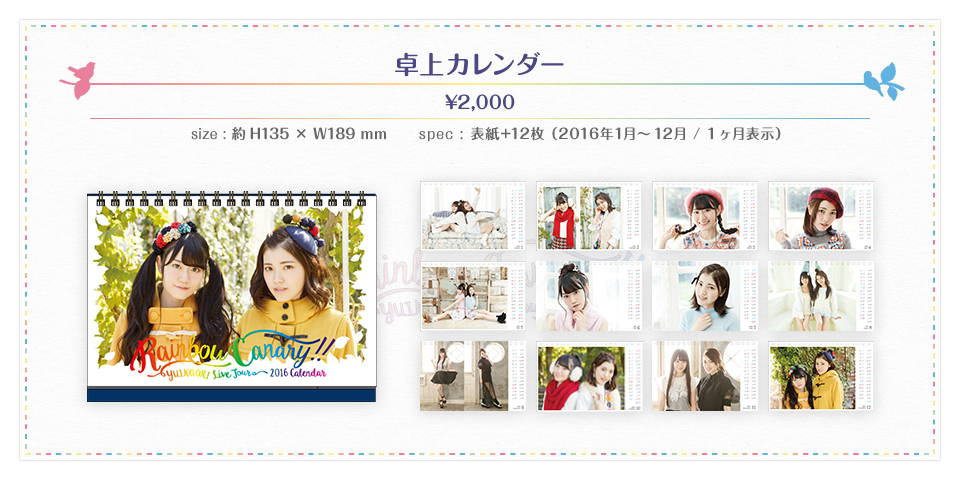 卓上カレンダー
¥2,000
size : 約 H135 × W189 mm spec : 表紙+12枚（2016年1月～ 12月 / 1ヶ月表示）
Rainbow Canary!!
YUIKAORI Live Tour 2016 Calendar